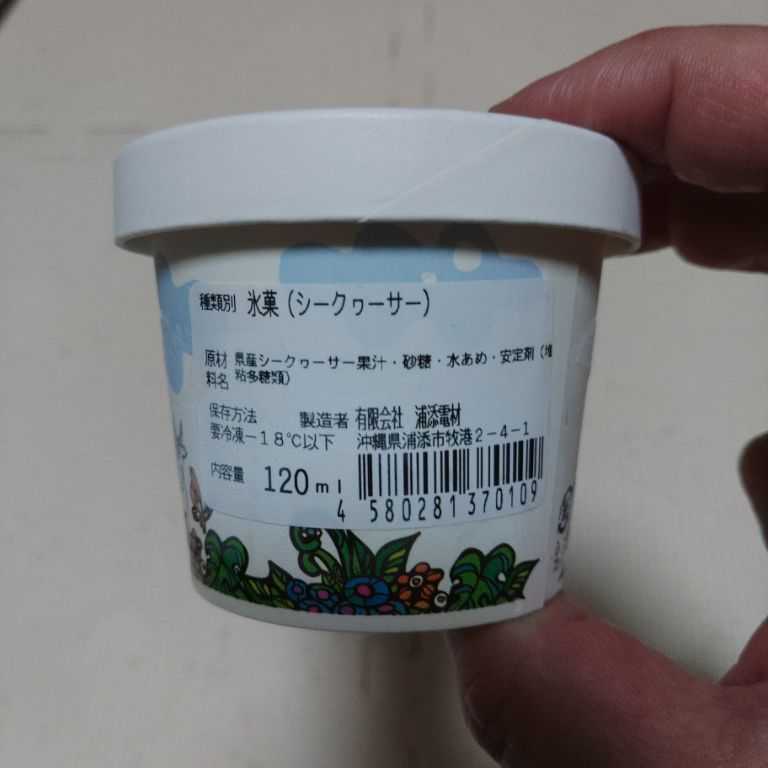 種類別 氷菓(シークヮーサー)
原材料名 県産シークヮーサー果汁・砂糖・水あめ・安定剤(増粘多糖類)
保存方法 製造者 有限会社 浦添電材
要冷凍−18℃以下 沖縄県浦添市牧港2−4−1
内容量 120ml
4 580281 370109